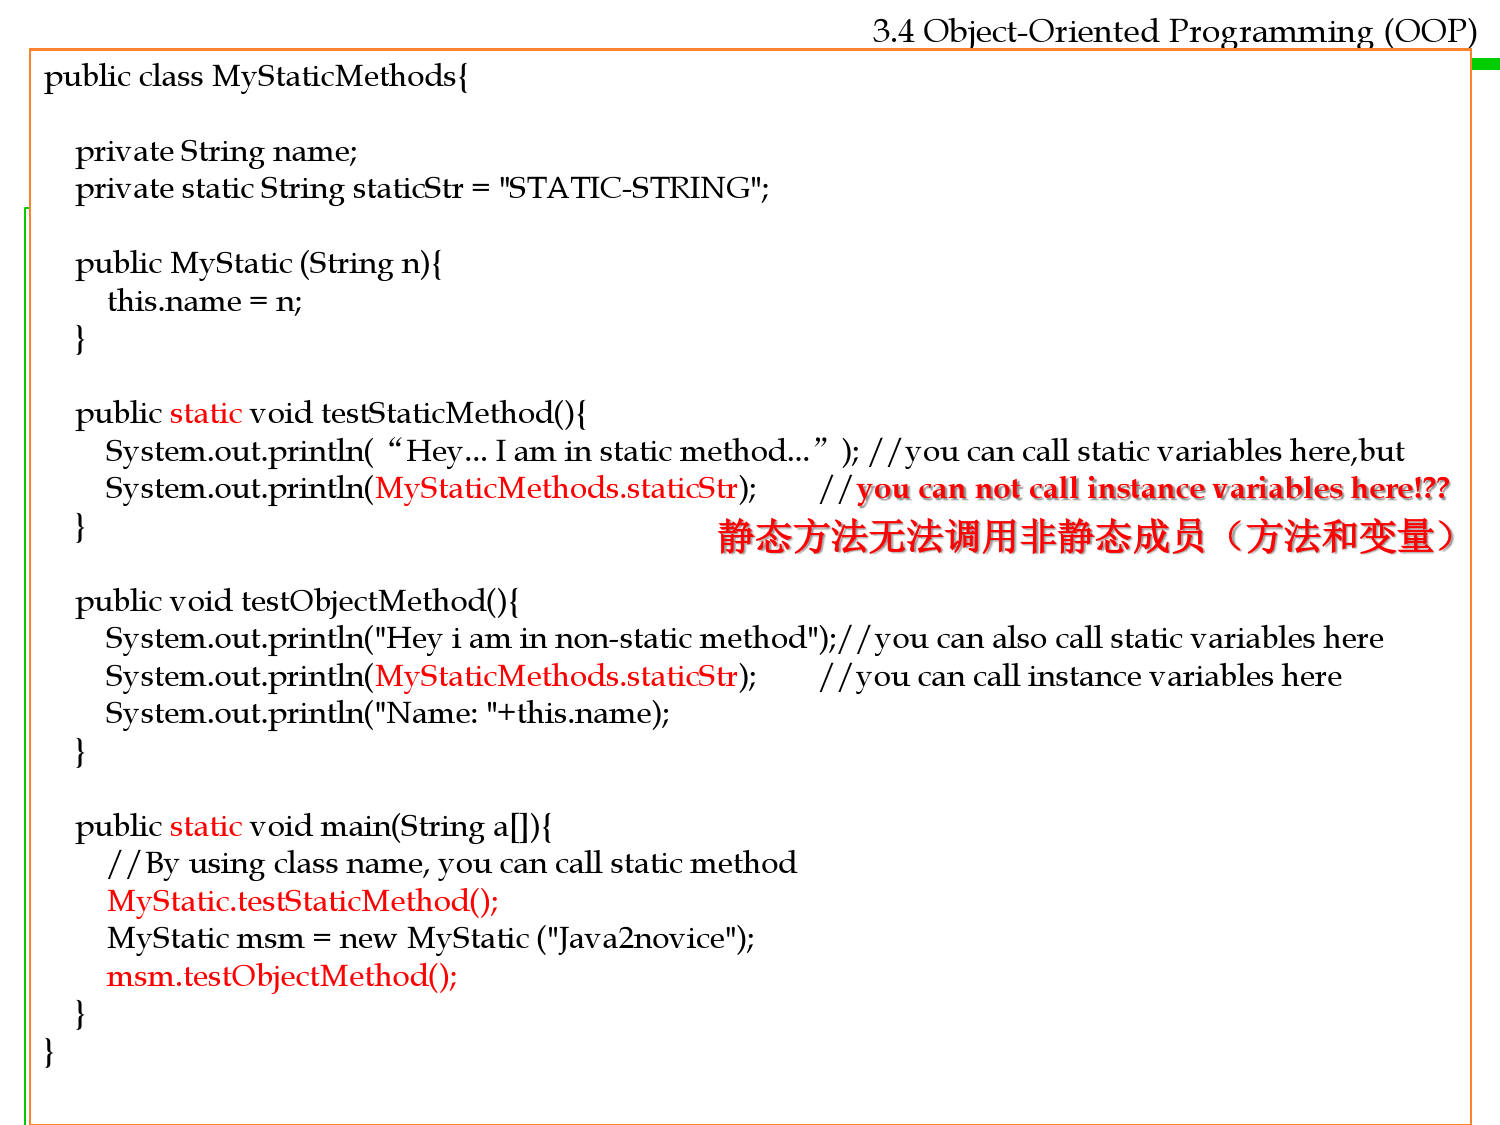 3.4 Object-Oriented Programming (OOP)
public class MyStaticMethods{
private String name;
private static String staticStr = "STATIC-STRING";
public MyStatic (String n){
this.name = n;
}
public static void testStaticMethod(){
System.out.println( “Hey... I am in static method...” ); //you can call static variables here,but
System.out.println(MyStaticMethods.staticStr); //you can not call instance variables here!??
}
静态方法无法调用非静态成员（方法和变量）
public void testObjectMethod(){
System.out.println("Hey i am in non-static method");//you can also call static variables here
System.out.println(MyStaticMethods.staticStr); //you can call instance variables here
System.out.println("Name: "+this.name);
}
public static void main(String a[]){
//By using class name, you can call static method
MyStatic.testStaticMethod();
MyStatic msm = new MyStatic ("Java2novice");
msm.testObjectMethod();
}
}